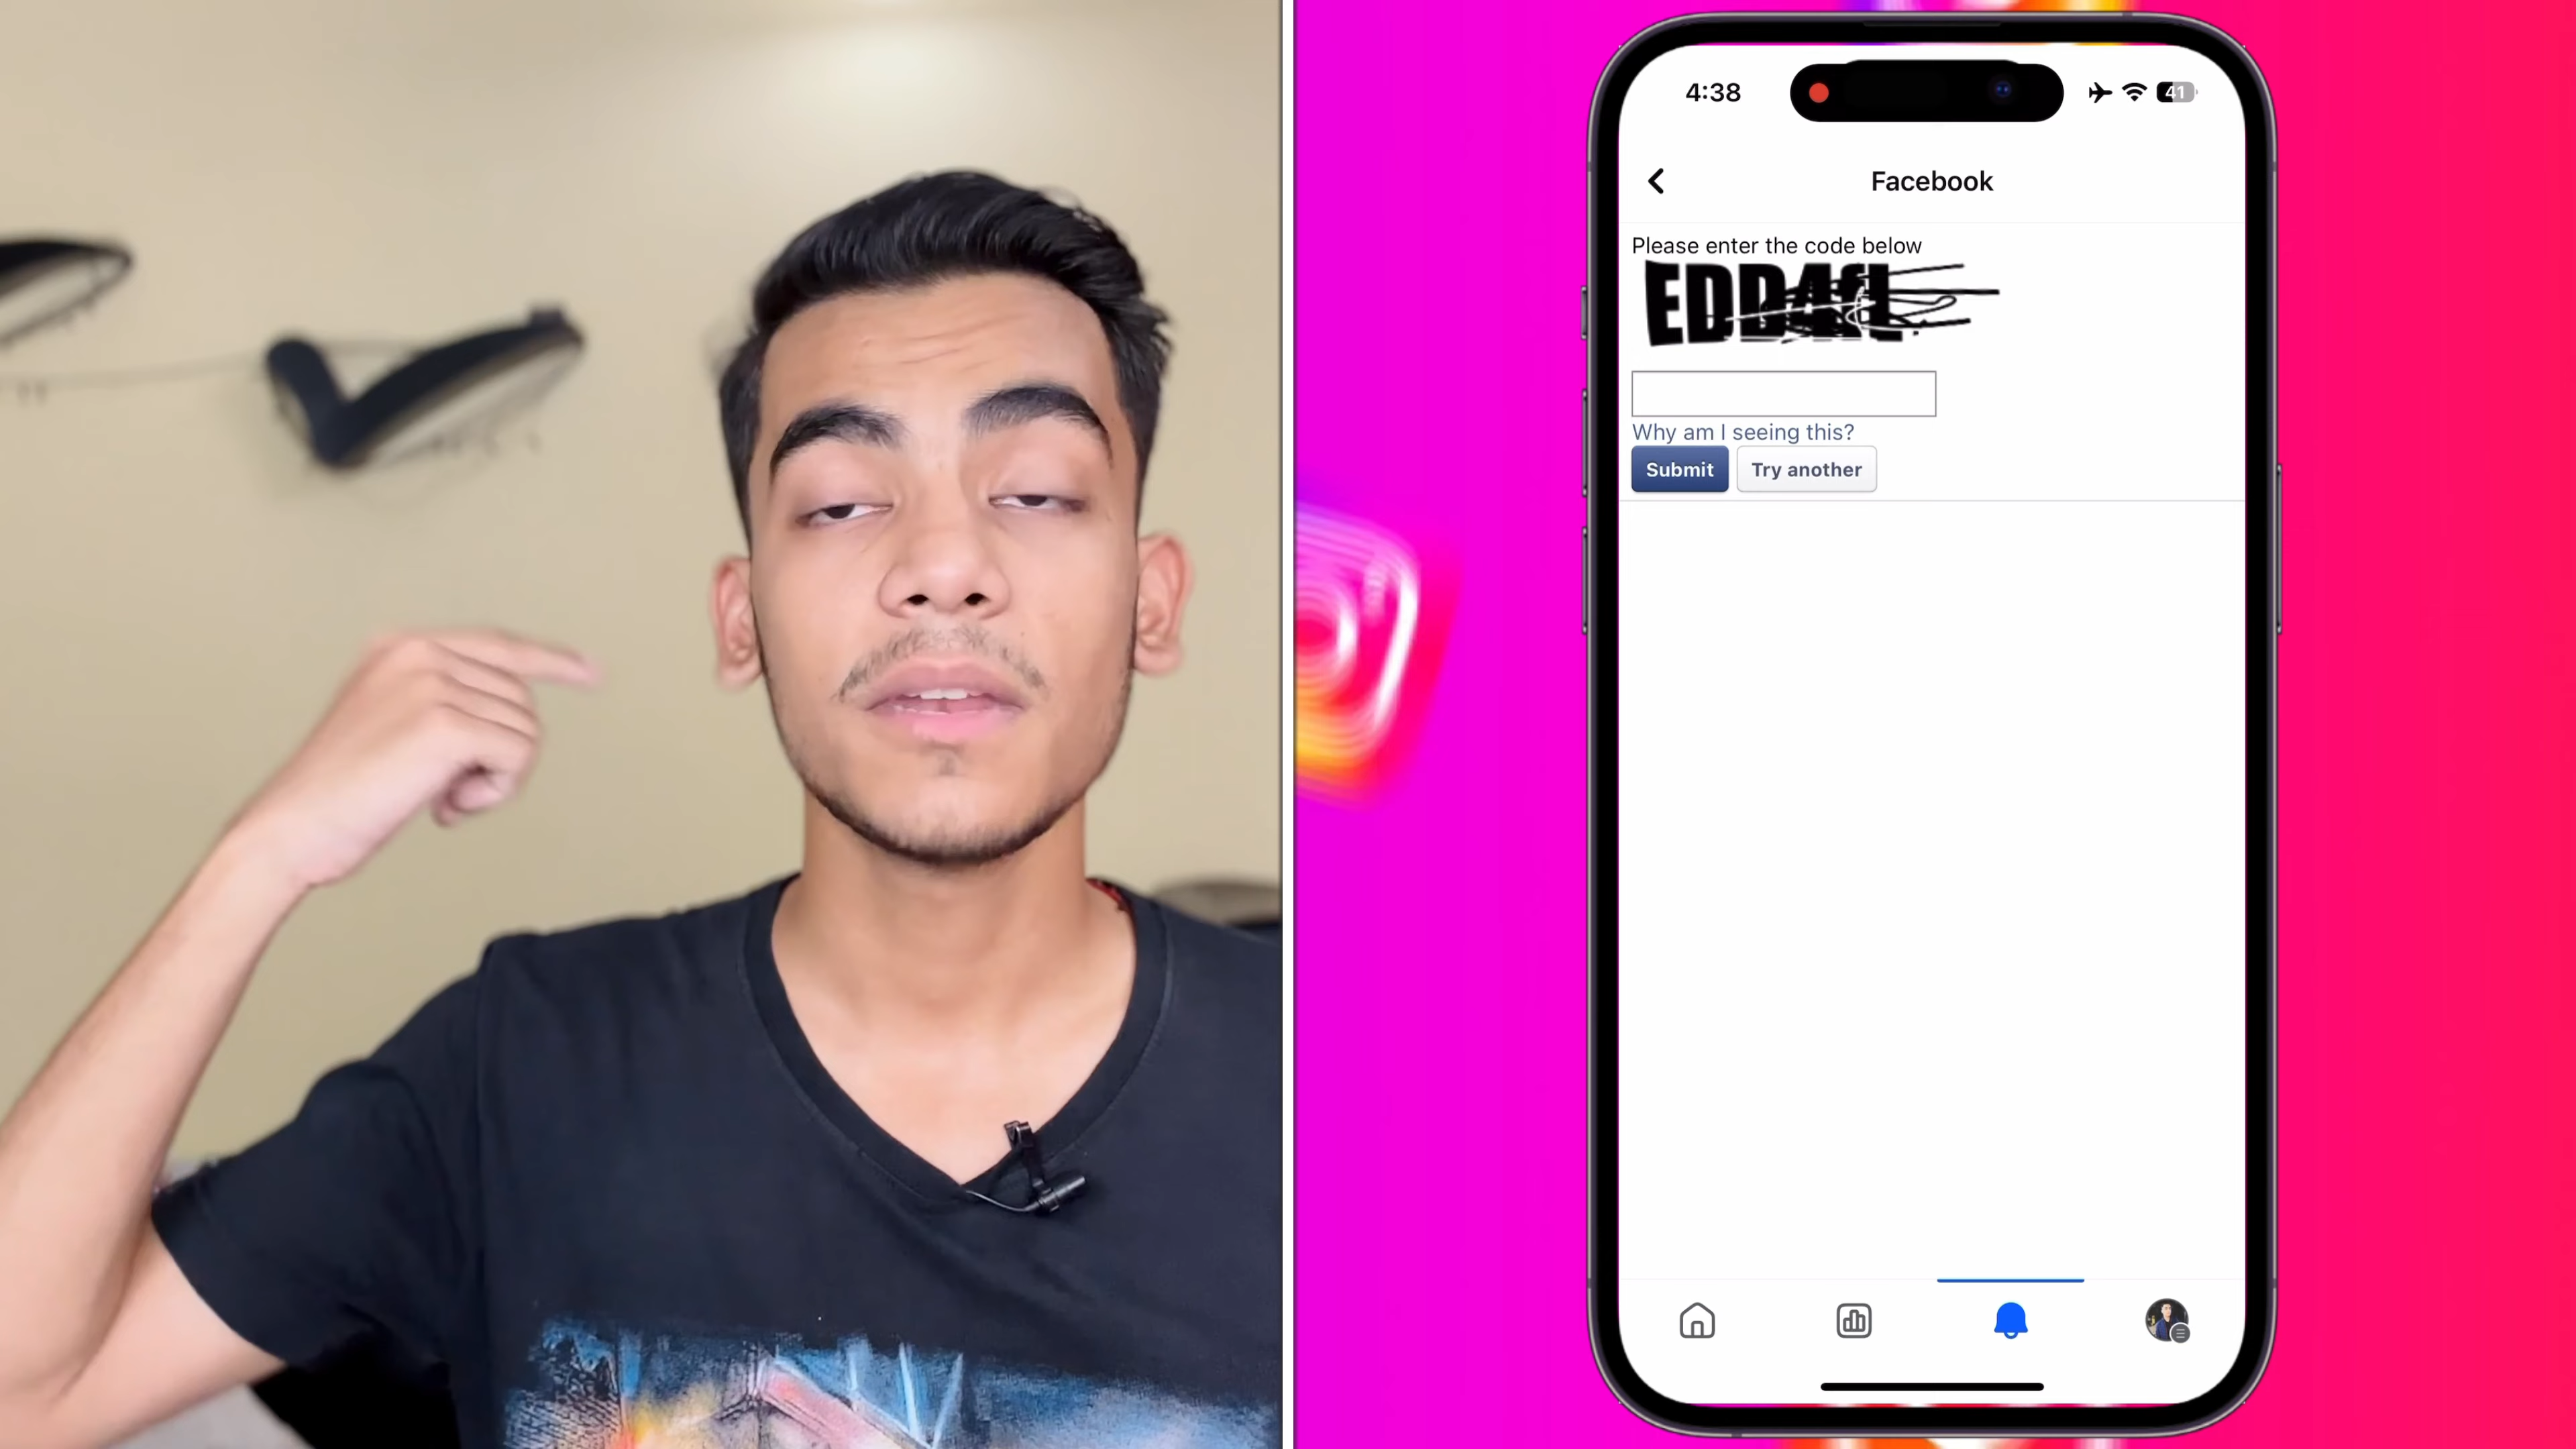 4:38
41
Facebook
Please enter the code below
Why am I seeing this?
Submit
Try another